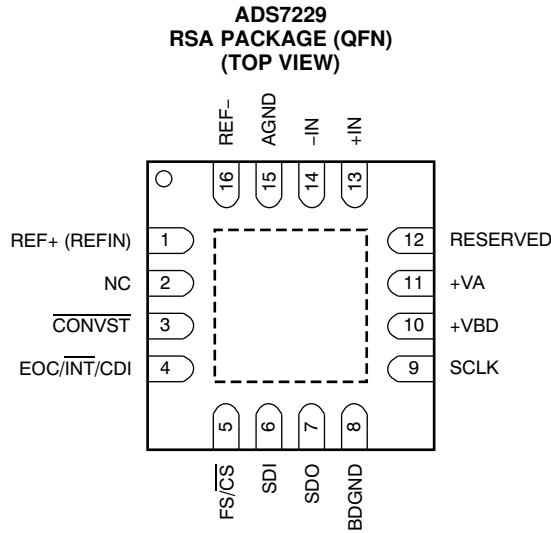 ADS7229
RSA PACKAGE (QFN)
(TOP VIEW)
REF−
AGND
−IN
+IN
16
15
14
13
REF+ (REFIN) 1
12 RESERVED
NC 2
11 +VA
CONVST 3
10 +VBD
EOC/INT/CDI 4
9 SCLK
5
6
7
8
FS/CS
SDI
SDO
BDGND